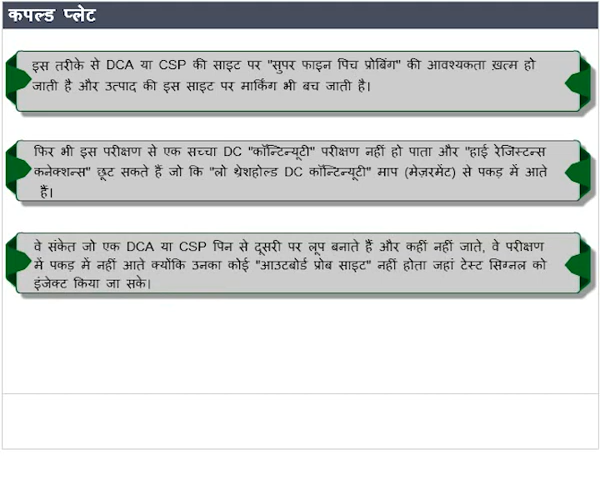 कपल्ड प्लेट
इस तरीके से DCA या CSP की साइट पर "सुपर फाइन पिच प्रोबिंग" की आवश्यकता ख़त्म हो
जाती है और उत्पाद की इस साइट पर मार्किंग भी बच जाती है।
फिर भी इस परीक्षण से एक सच्चा DC "कॉन्टिन्यूटी" परीक्षण नहीं हो पाता और "हाई रेजिस्टन्स
कनेक्शन्स" छूट सकते हैं जो कि "लो थ्रेशहोल्ड DC कॉन्टिन्यूटी" माप (मेज़रमेंट) से पकड़ में आते
हैं।
वे संकेत जो एक DCA या CSP पिन से दूसरी पर लूप बनाते हैं और कहीं नहीं जाते, वे परीक्षण
में पकड़ में नहीं आते क्योंकि उनका कोई "आउटबोर्ड प्रोब साइट" नहीं होता जहां टेस्ट सिग्नल को
इंजेक्ट किया जा सके।